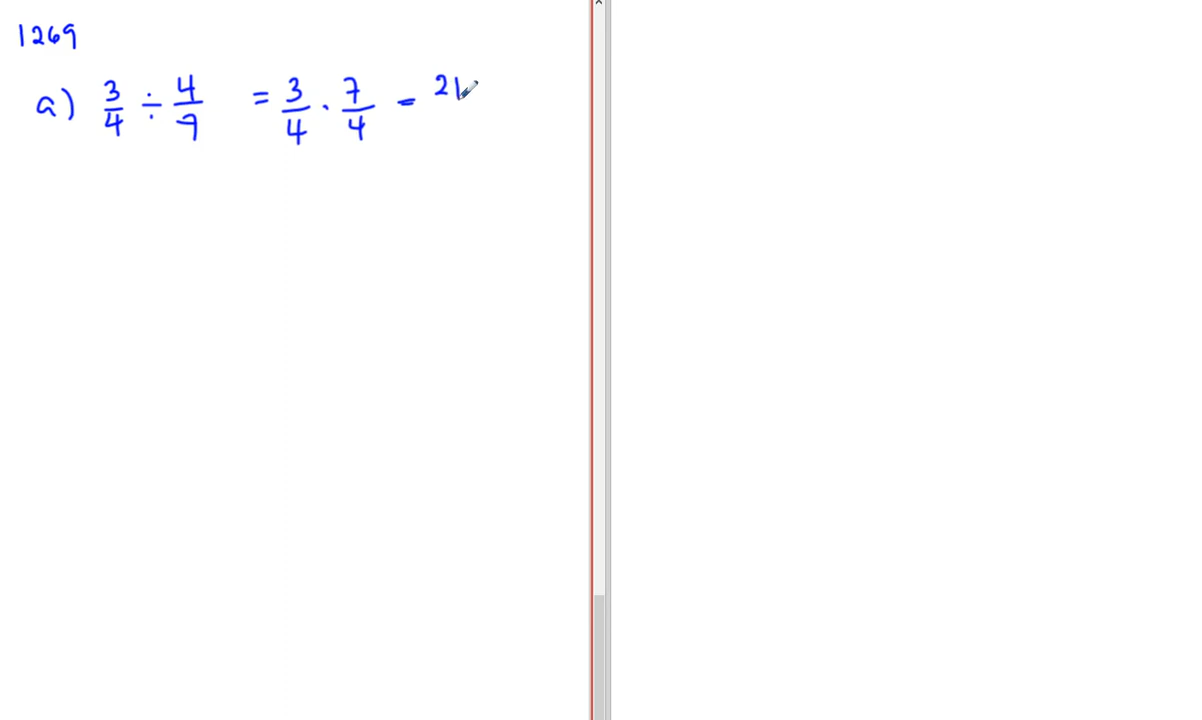 1269
a) 3/4 ÷ 4/7 = 3/4 · 7/4 = 21